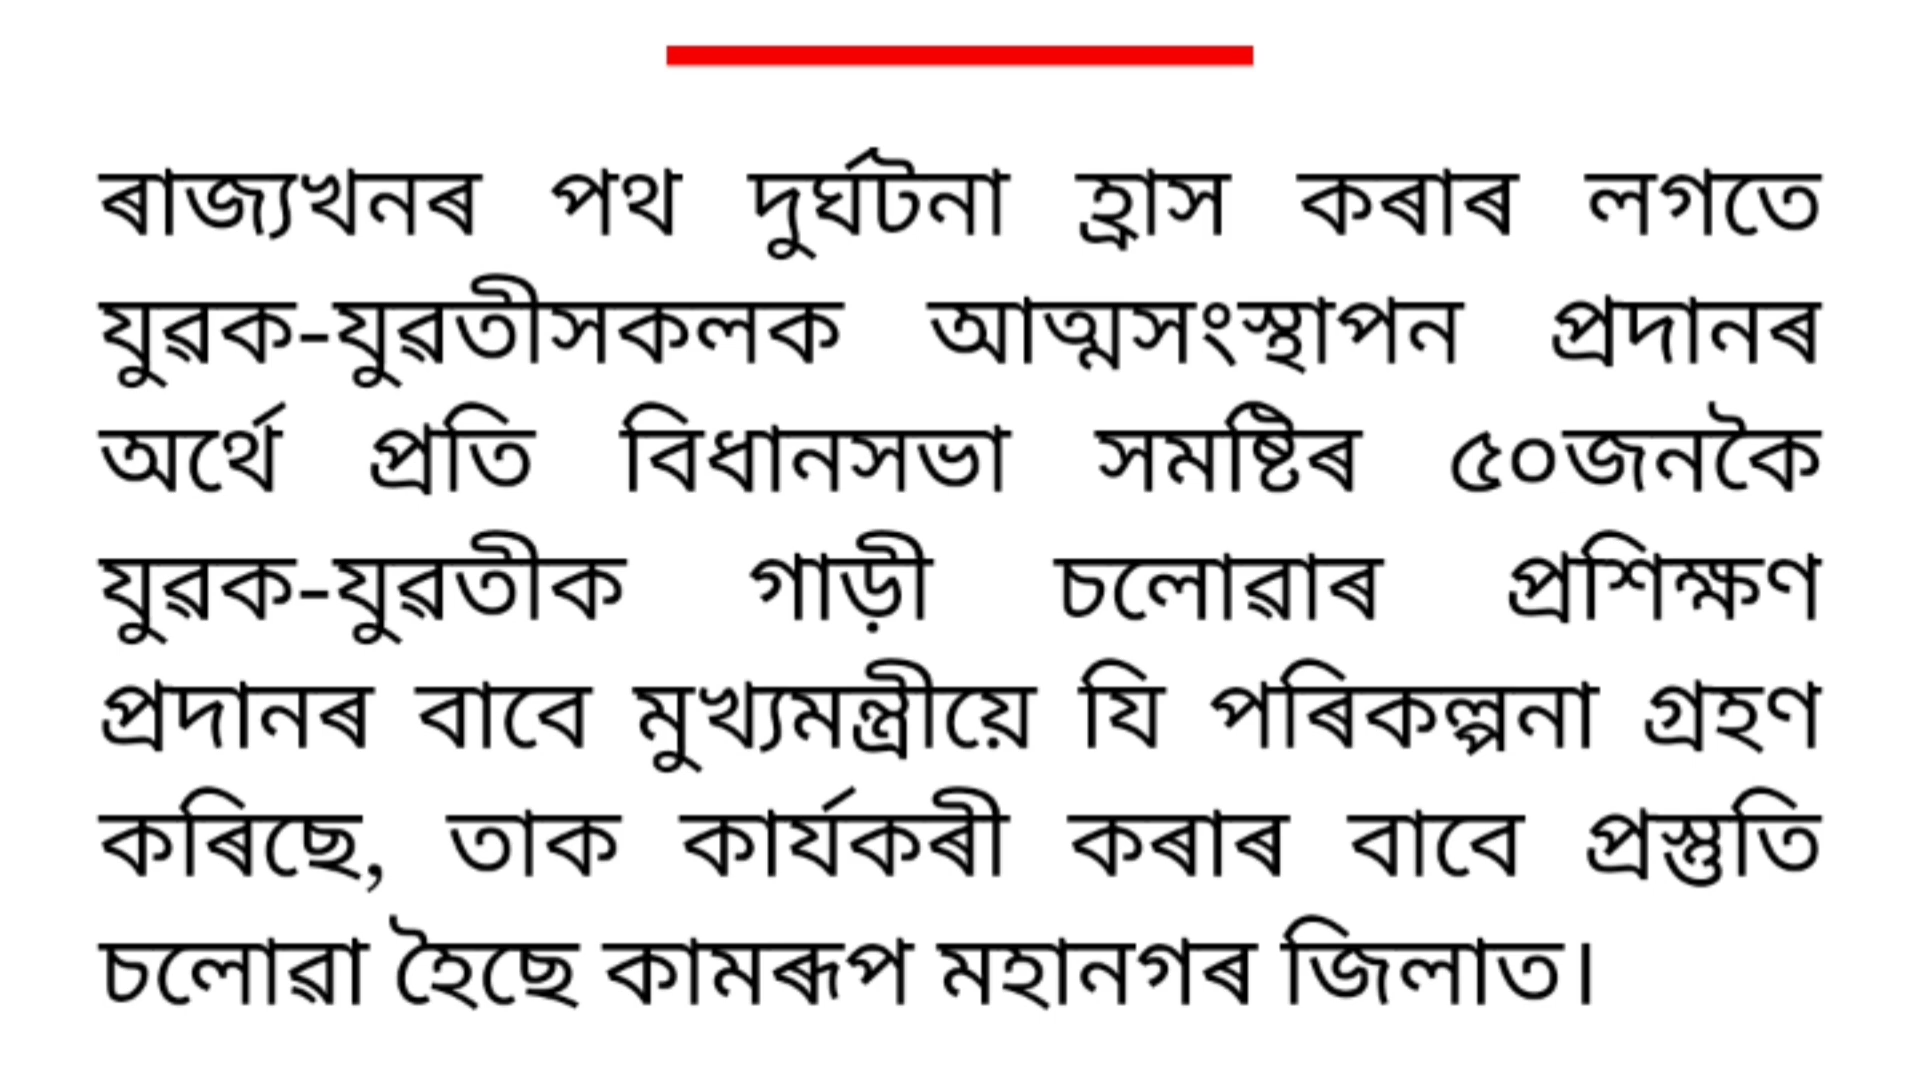 ৰাজ্যখনৰ পথ দুৰ্ঘটনা হ্ৰাস কৰাৰ লগতে
যুৱক-যুৱতীসকলক আত্মসংস্থাপন প্ৰদানৰ
অৰ্থে প্ৰতি বিধানসভা সমষ্টিৰ ৫০জনকৈ
যুৱক-যুৱতীক গাড়ী চলোৱাৰ প্ৰশিক্ষণ
প্ৰদানৰ বাবে মুখ্যমন্ত্ৰীয়ে যি পৰিকল্পনা গ্ৰহণ
কৰিছে, তাক কাৰ্যকৰী কৰাৰ বাবে প্ৰস্তুতি
চলোৱা হৈছে কামৰূপ মহানগৰ জিলাত।